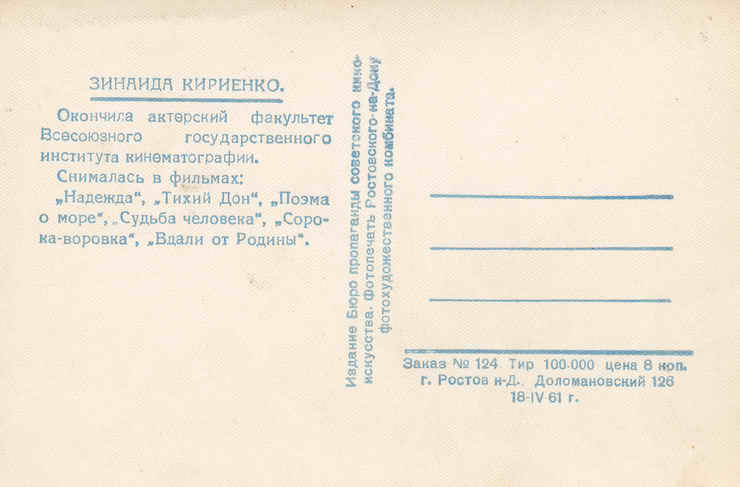 ЗИНАИДА КИРИЕНКО.
Окончила актерский факультет
Всесоюзного государственного
института кинематографии.
Снималась в фильмах:
„Надежда“, „Тихий Дон“, „Поэма
о море“, „Судьба человека“, „Соро-
ка-воровка“, „Вдали от Родины“.
Издание Бюро пропаганды советского кино-
искусства. Фотопечать Ростовского-на-Дону
фотохудожественного комбината.
Заказ № 124 Тир 100·000 цена 8 коп.
г. Ростов н-Д. Доломановский 126
18-IV 61 г.